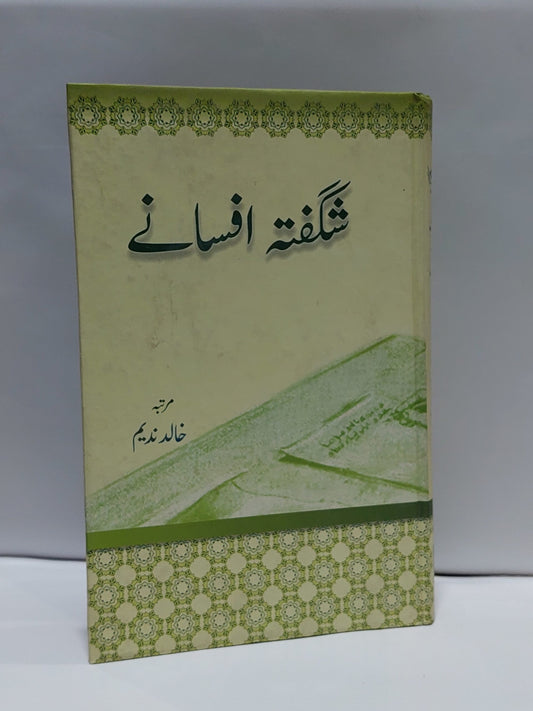 شگفتہ افسانے
مرتبہ
خالد ندیم